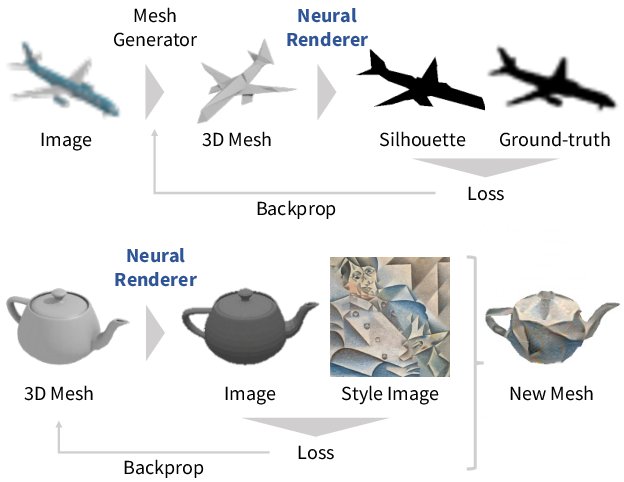 Mesh
Generator
Neural
Renderer
Image
3D Mesh
Silhouette
Ground-truth
Loss
Backprop
Neural
Renderer
3D Mesh
Image
Style Image
New Mesh
Loss
Backprop